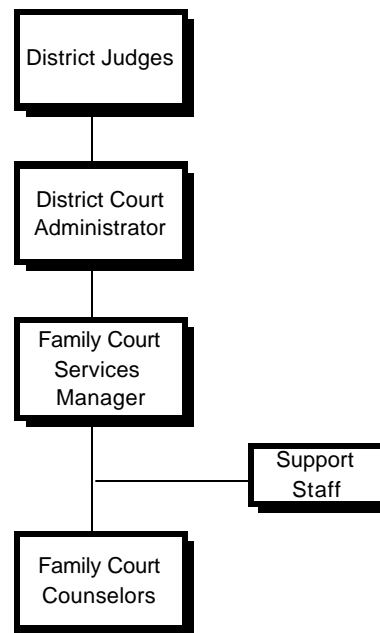 District Judges
District Court
Administrator
Family Court
Services
Manager
Support
Staff
Family Court
Counselors